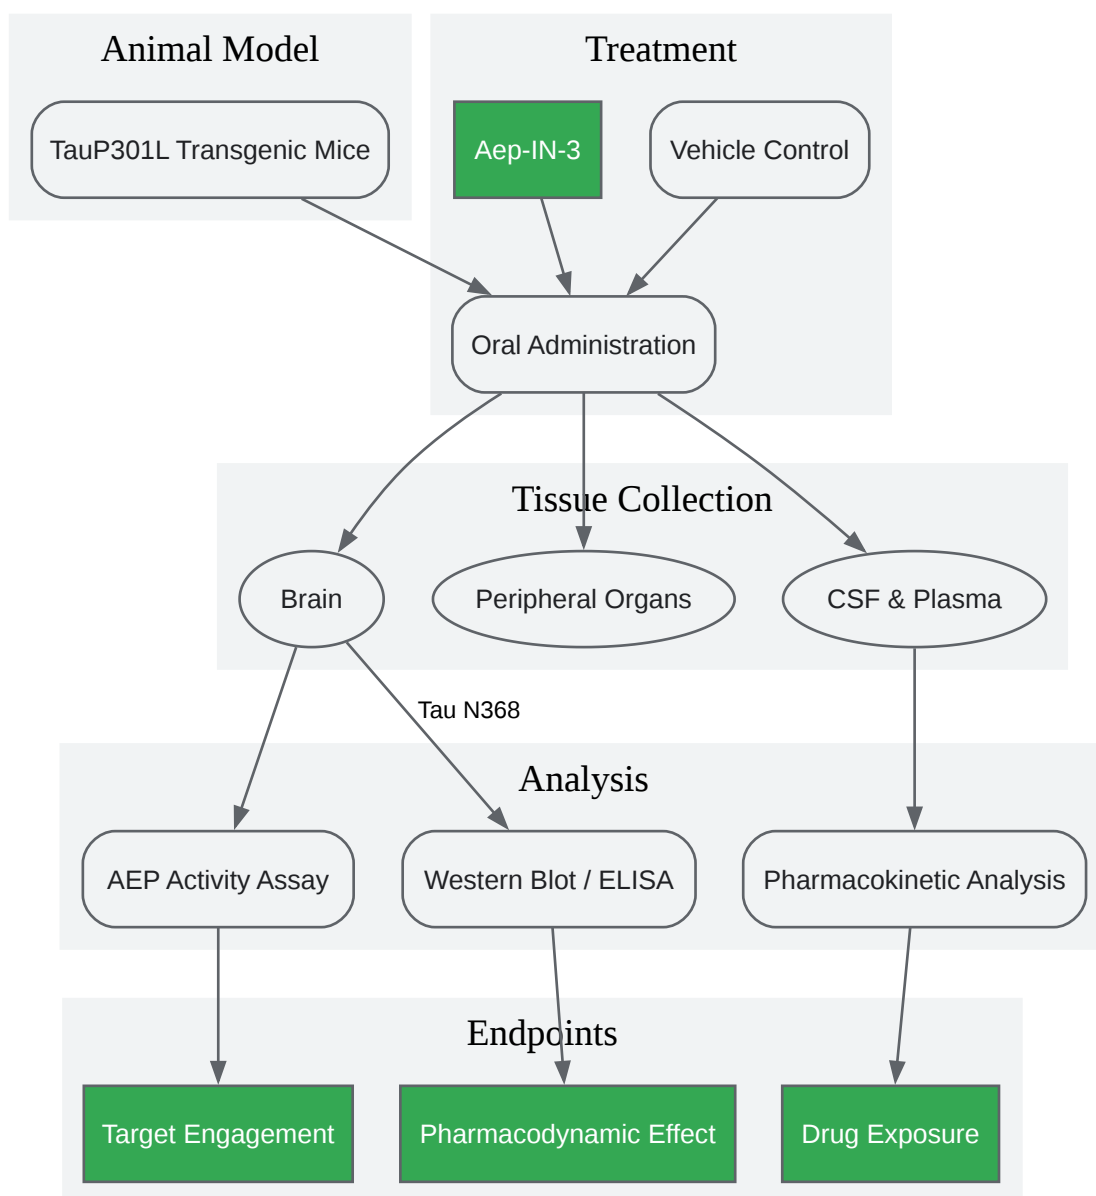 Animal Model
Treatment
TauP301L Transgenic Mice
Aep-IN-3
Vehicle Control
Oral Administration
Tissue Collection
Brain
Peripheral Organs
CSF & Plasma
Tau N368
Analysis
AEP Activity Assay
Western Blot / ELISA
Pharmacokinetic Analysis
Endpoints
Target Engagement
Pharmacodynamic Effect
Drug Exposure